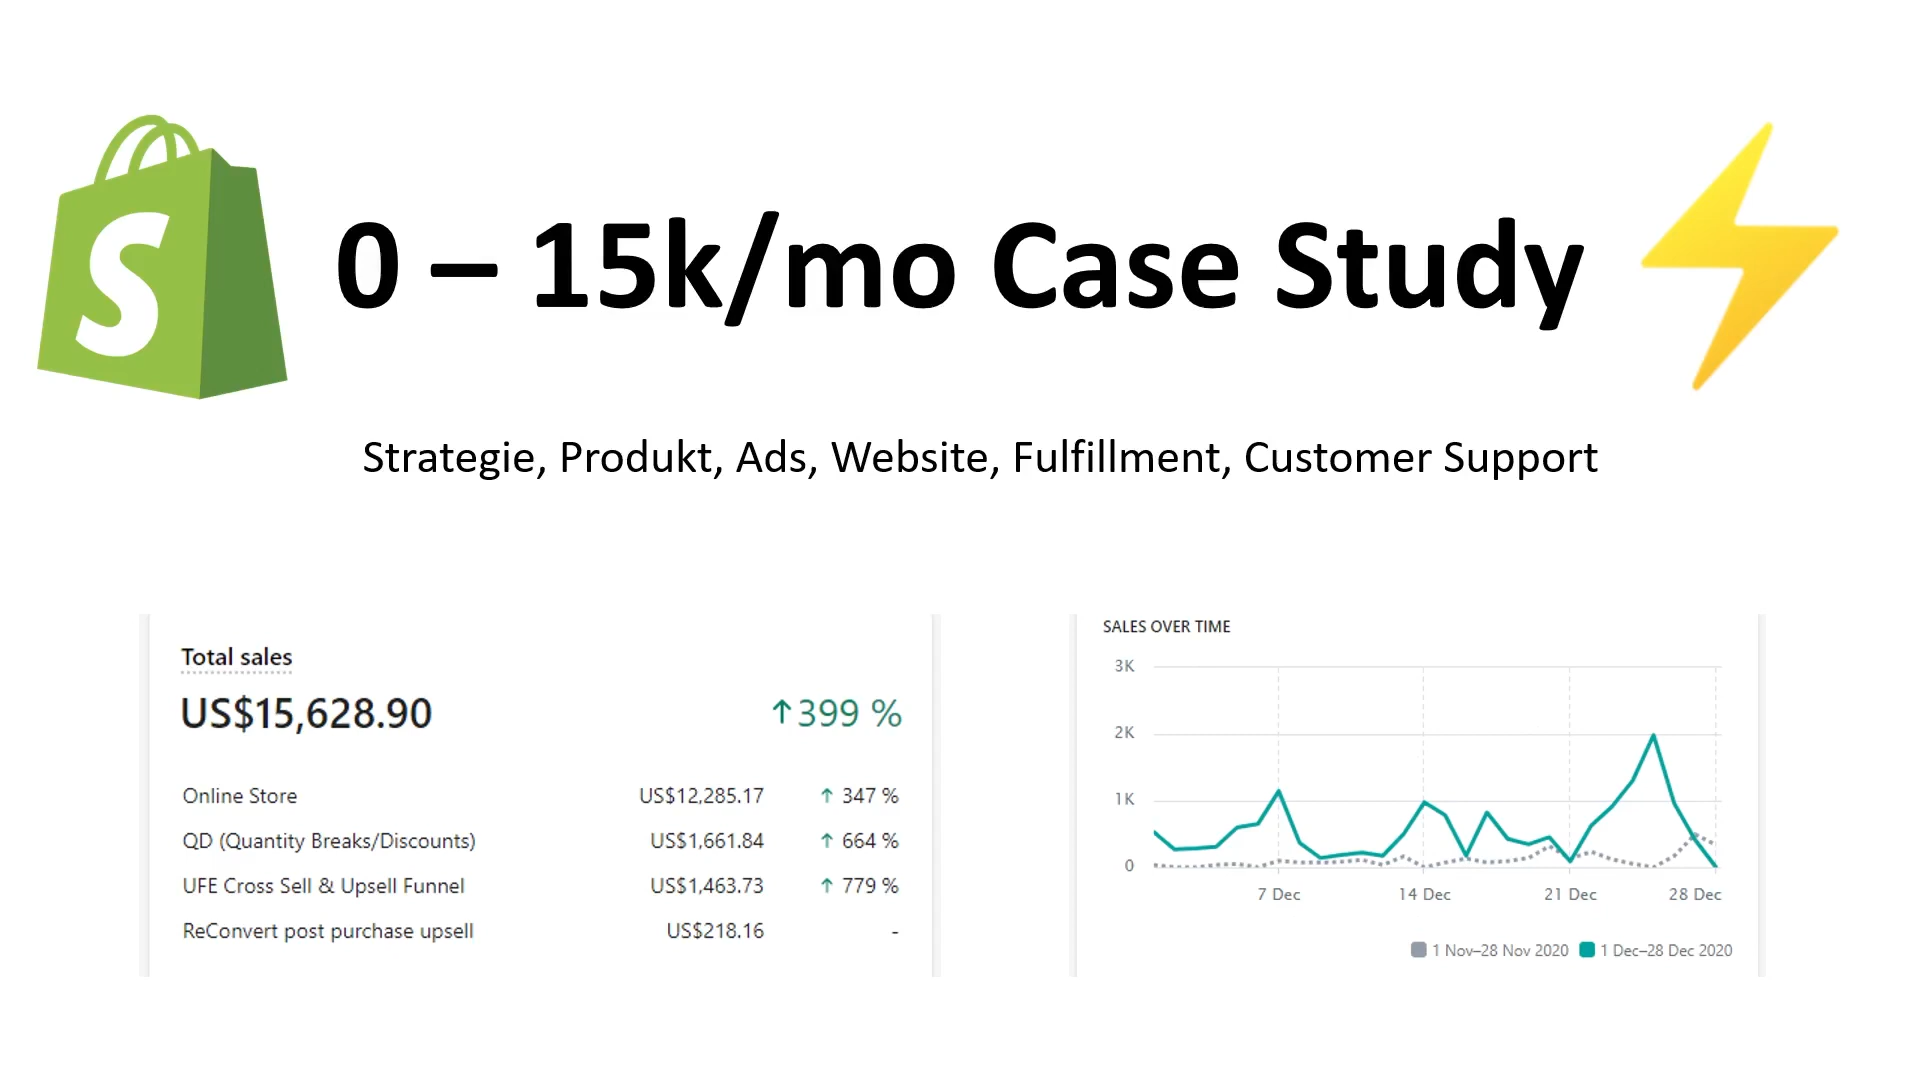 S
0 – 15k/mo Case Study
Strategie, Produkt, Ads, Website, Fulfillment, Customer Support
Total sales
US$15,628.90 ↑399 %
Online Store US$12,285.17 ↑ 347 %
QD (Quantity Breaks/Discounts) US$1,661.84 ↑ 664 %
UFE Cross Sell & Upsell Funnel US$1,463.73 ↑ 779 %
ReConvert post purchase upsell US$218.16 -
SALES OVER TIME
3K
2K
1K
0
7 Dec 14 Dec 21 Dec 28 Dec
1 Nov–28 Nov 2020 1 Dec–28 Dec 2020